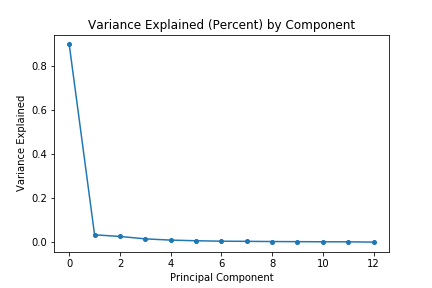 Variance Explained (Percent) by Component
Variance Explained
0.8
0.6
0.4
0.2
0.0
0 2 4 6 8 10 12
Principal Component